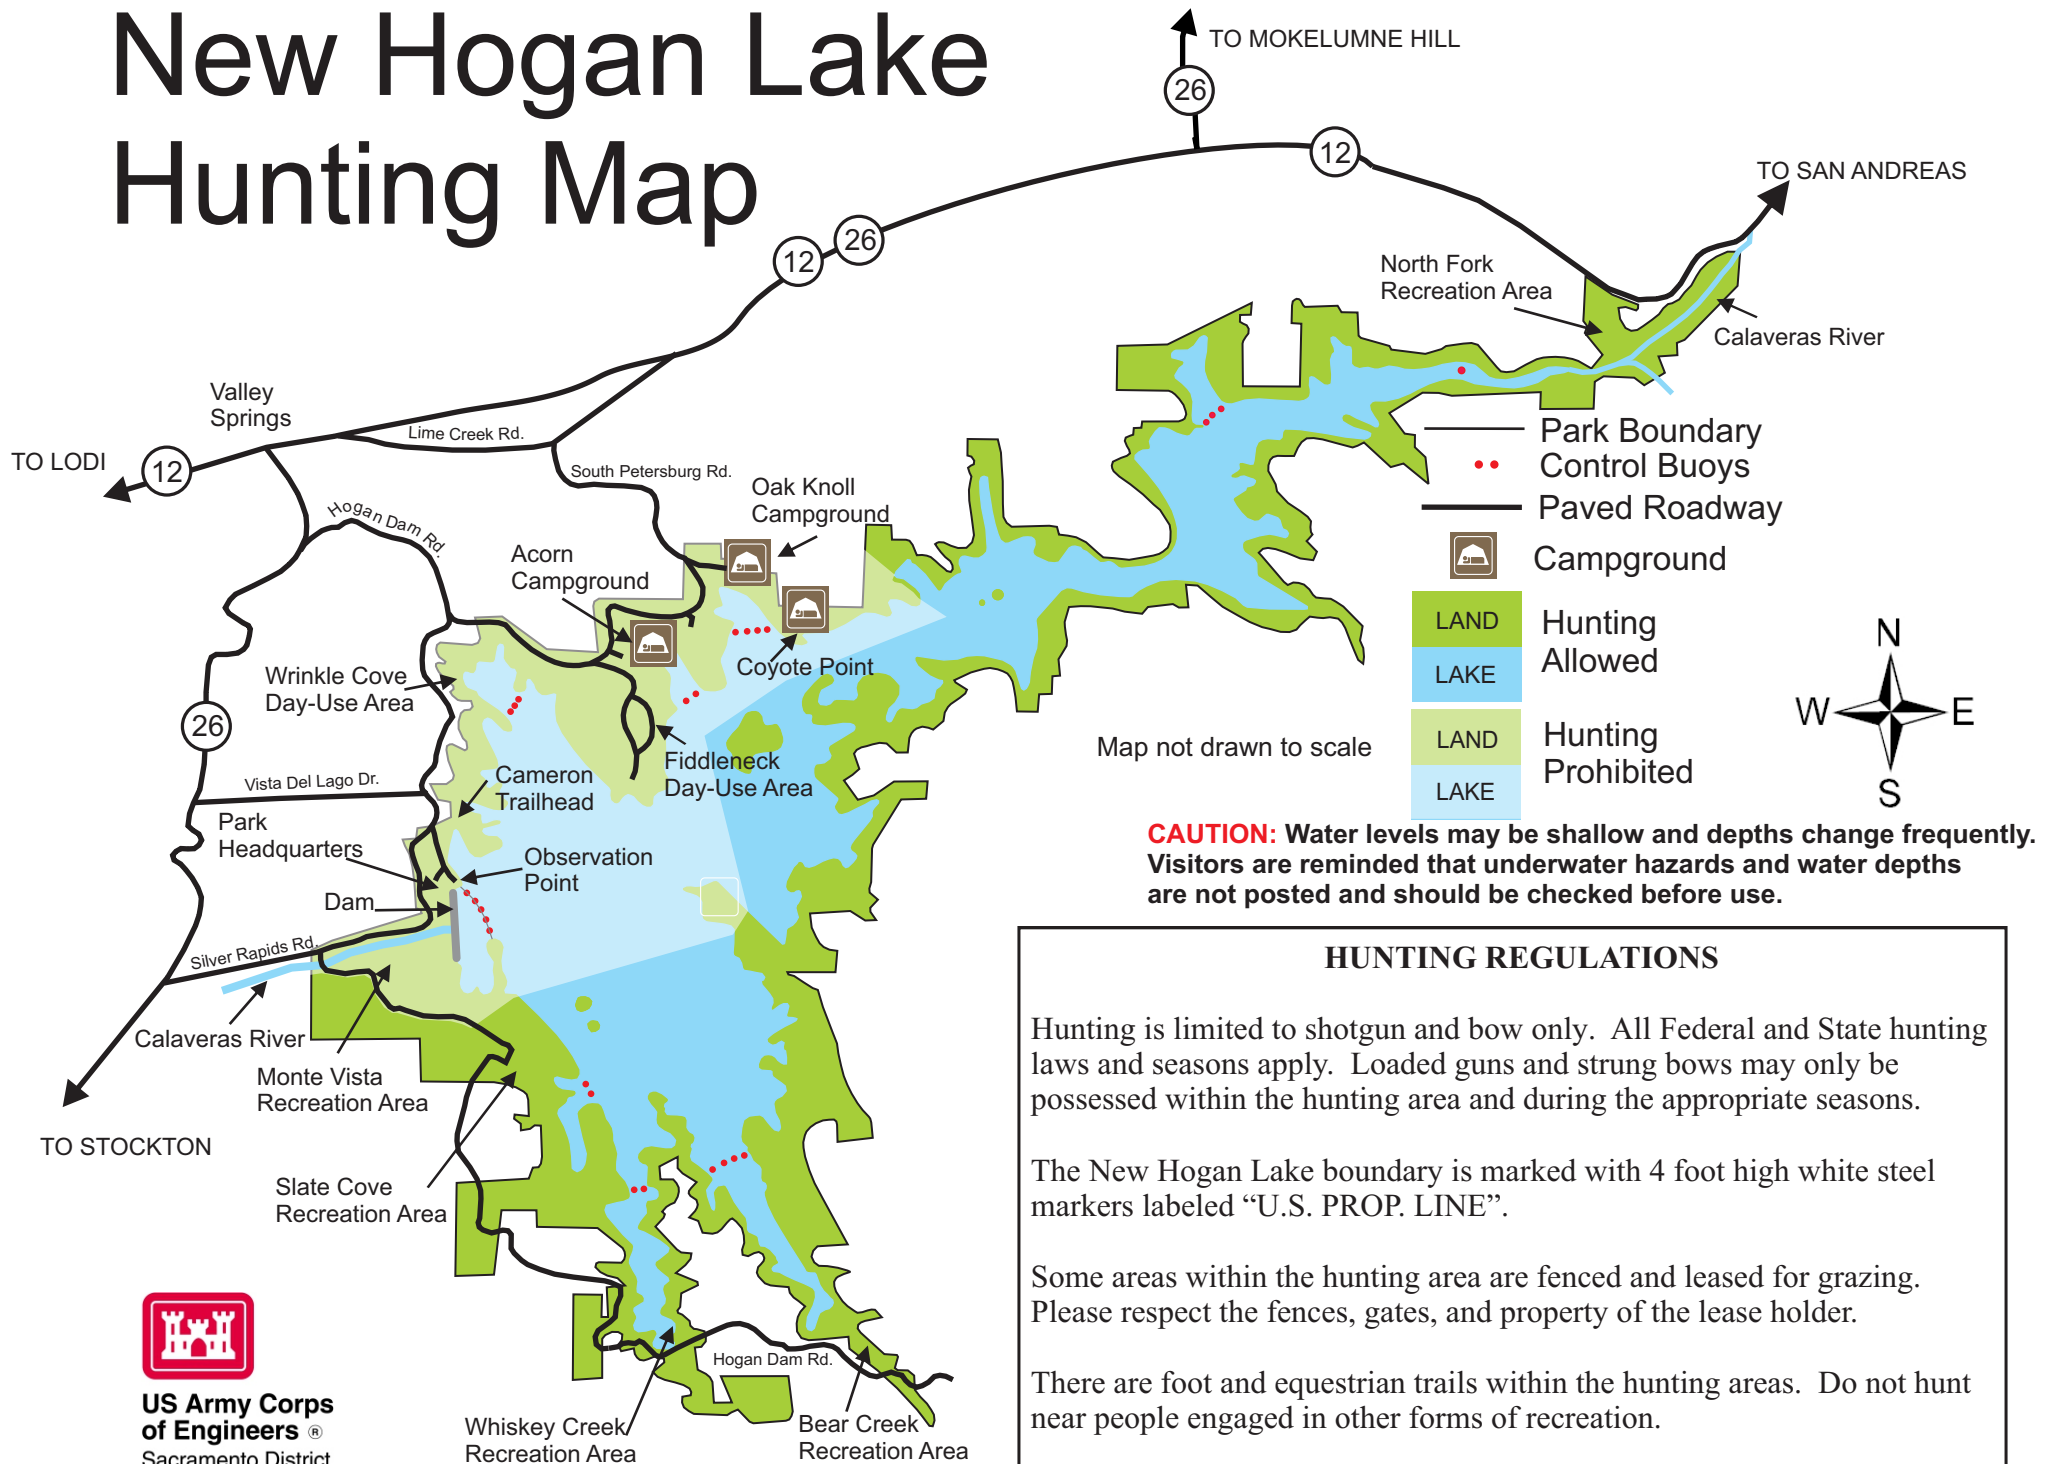 New Hogan Lake
Hunting Map
TO MOKELUMNE HILL
26
12
TO SAN ANDREAS
12
26
North Fork
Recreation Area
Calaveras River
Valley
Springs
Lime Creek Rd.
TO LODI
12
South Petersburg Rd.
Oak Knoll
Campground
Hogan Dam Rd.
Acorn
Campground
Coyote Point
Wrinkle Cove
Day-Use Area
26
Fiddleneck
Day-Use Area
Vista Del Lago Dr.
Cameron
Trailhead
Park
Headquarters
Observation
Point
Dam
Silver Rapids Rd.
Calaveras River
Monte Vista
Recreation Area
TO STOCKTON
Slate Cove
Recreation Area
Hogan Dam Rd.
Whiskey Creek
Recreation Area
Bear Creek
Recreation Area
Park Boundary
Control Buoys
Paved Roadway
Campground
LAND
LAKE
Hunting
Allowed
LAND
LAKE
Hunting
Prohibited
Map not drawn to scale
N
W
E
S
CAUTION: Water levels may be shallow and depths change frequently.
Visitors are reminded that underwater hazards and water depths
are not posted and should be checked before use.
HUNTING REGULATIONS
Hunting is limited to shotgun and bow only.  All Federal and State hunting
laws and seasons apply.  Loaded guns and strung bows may only be
possessed within the hunting area and during the appropriate seasons.
The New Hogan Lake boundary is marked with 4 foot high white steel
markers labeled “U.S. PROP. LINE”.
Some areas within the hunting area are fenced and leased for grazing.
Please respect the fences, gates, and property of the lease holder.
There are foot and equestrian trails within the hunting areas.  Do not hunt
near people engaged in other forms of recreation.
US Army Corps
of Engineers ®
Sacramento District